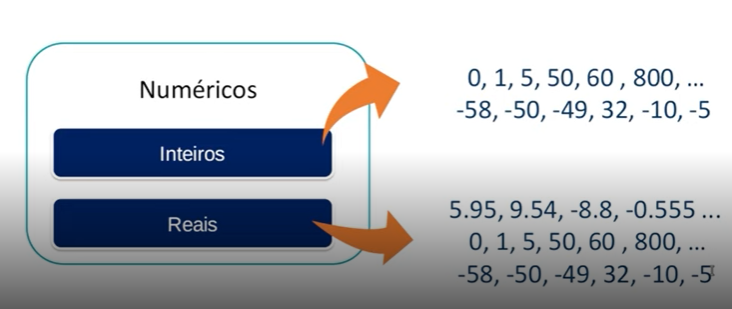 Numéricos
Inteiros
Reais
0, 1, 5, 50, 60 , 800, ...
-58, -50, -49, 32, -10, -5
5.95, 9.54, -8.8, -0.555 ...
0, 1, 5, 50, 60 , 800, ...
-58, -50, -49, 32, -10, -5